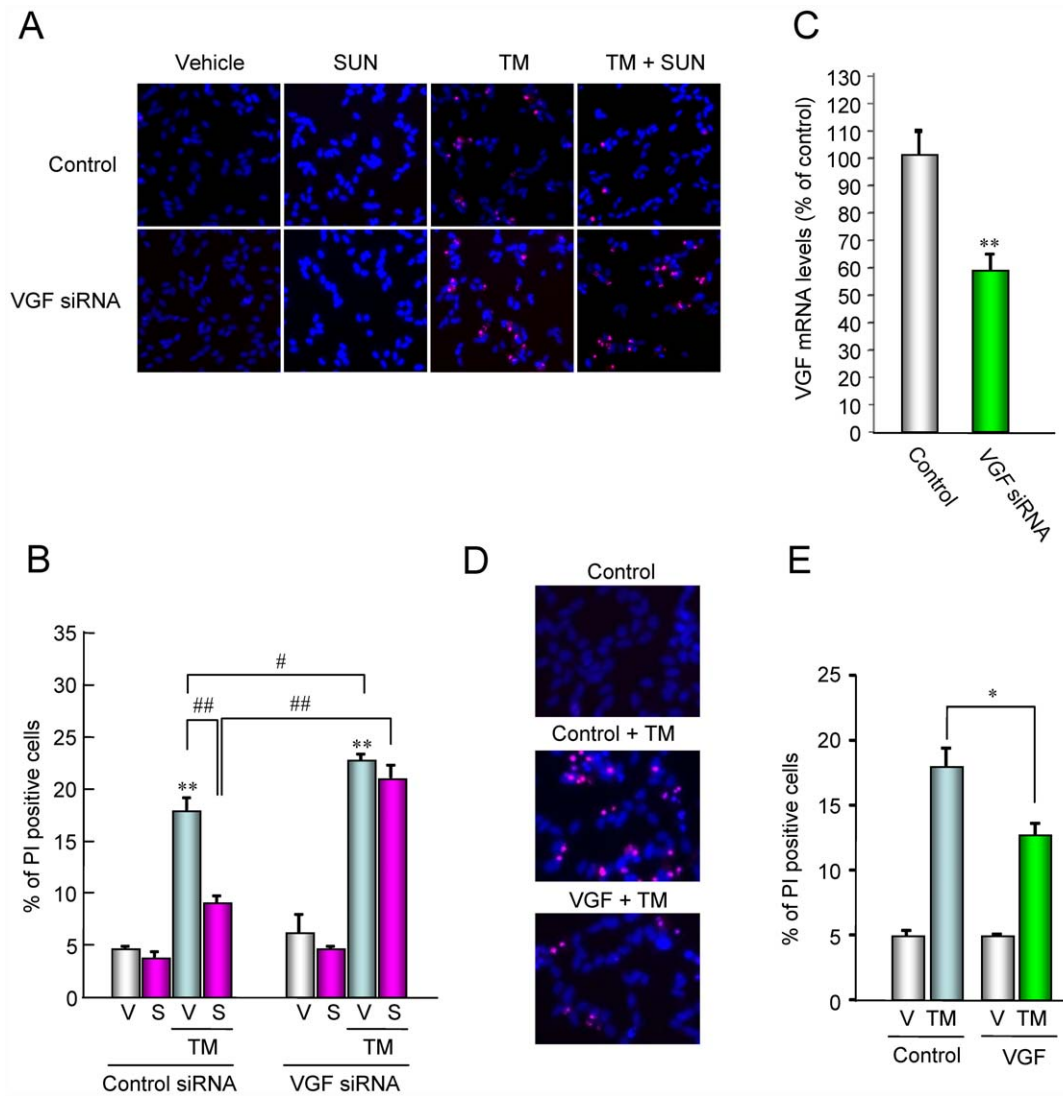 A
Vehicle SUN TM TM + SUN
Control
VGF siRNA
C
VGF mRNA levels (% of control)
130
120
110
100
90
80
70
60
50
40
30
20
10
0
**
Control
VGF siRNA
B
% of PI positive cells
35
30
25
20
15
10
5
0
#
##
##
**
**
V S V S V S V S
TM TM
Control siRNA VGF siRNA
D
Control
Control + TM
VGF + TM
E
% of PI positive cells
25
20
15
10
5
0
*
V TM V TM
Control VGF